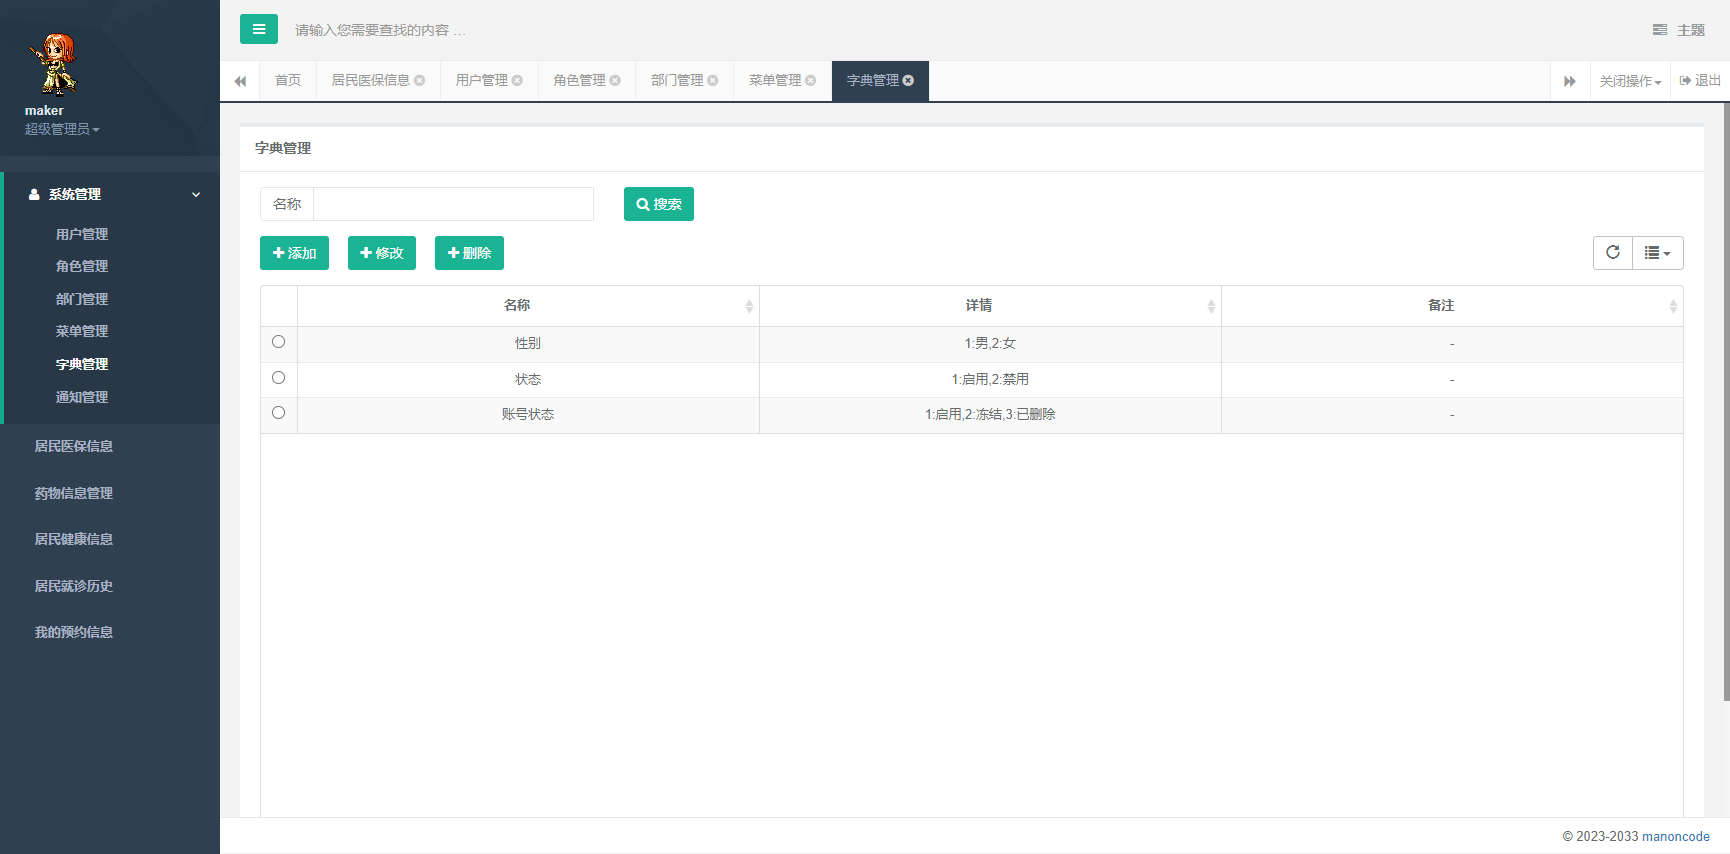 maker
超级管理员
系统管理
用户管理
角色管理
部门管理
菜单管理
字典管理
通知管理
居民医保信息
药物信息管理
居民健康信息
居民就诊历史
我的预约信息
请输入您需要查找的内容 …
主题
首页 居民医保信息 用户管理 角色管理 部门管理 菜单管理 字典管理 关闭操作 退出
字典管理
名称 搜索
添加 修改 删除
名称 详情 备注
性别 1:男,2:女 -
状态 1:启用,2:禁用 -
账号状态 1:启用,2:冻结,3:已删除 -
© 2023-2033 manoncode